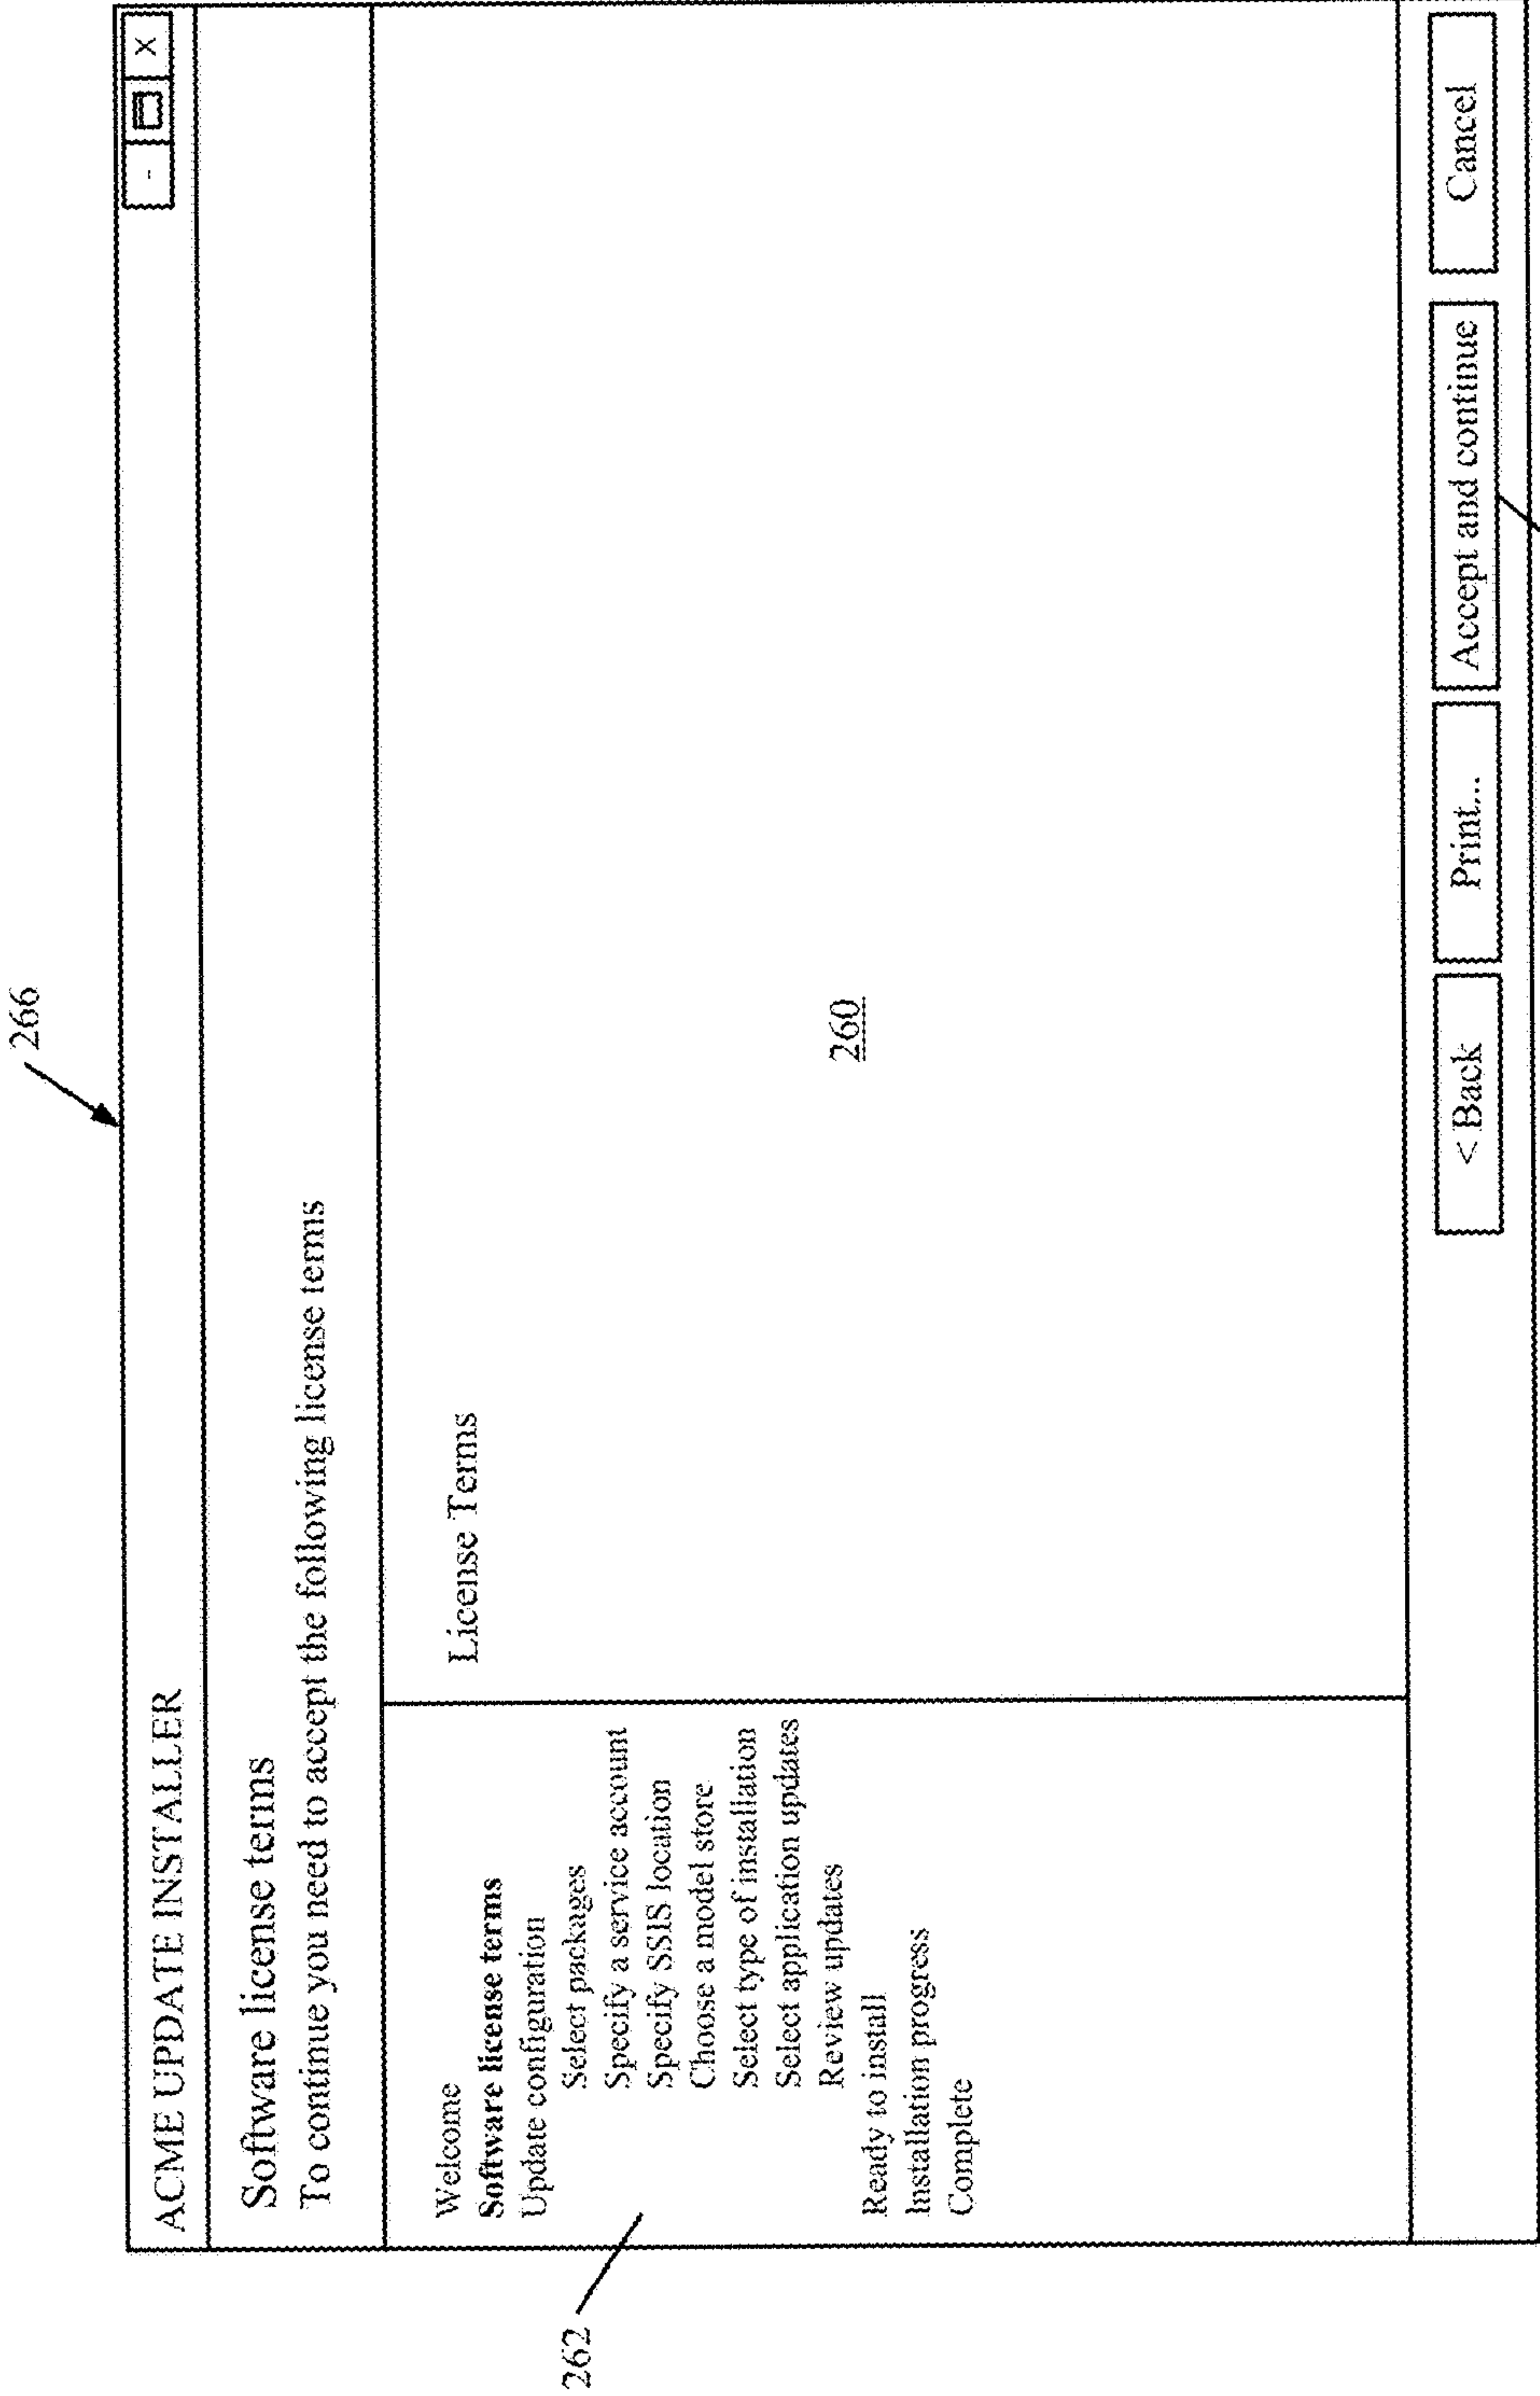 266
ACME UPDATE INSTALLER
- X
Software license terms
To continue you need to accept the following license terms
262
Welcome
Software license terms
Update configuration
Select packages
Specify a service account
Specify SSIS location
Choose a model store
Select type of installation
Select application updates
Review updates
Ready to install
Installation progress
Complete
License Terms
260
< Back
Print...
Accept and continue
Cancel